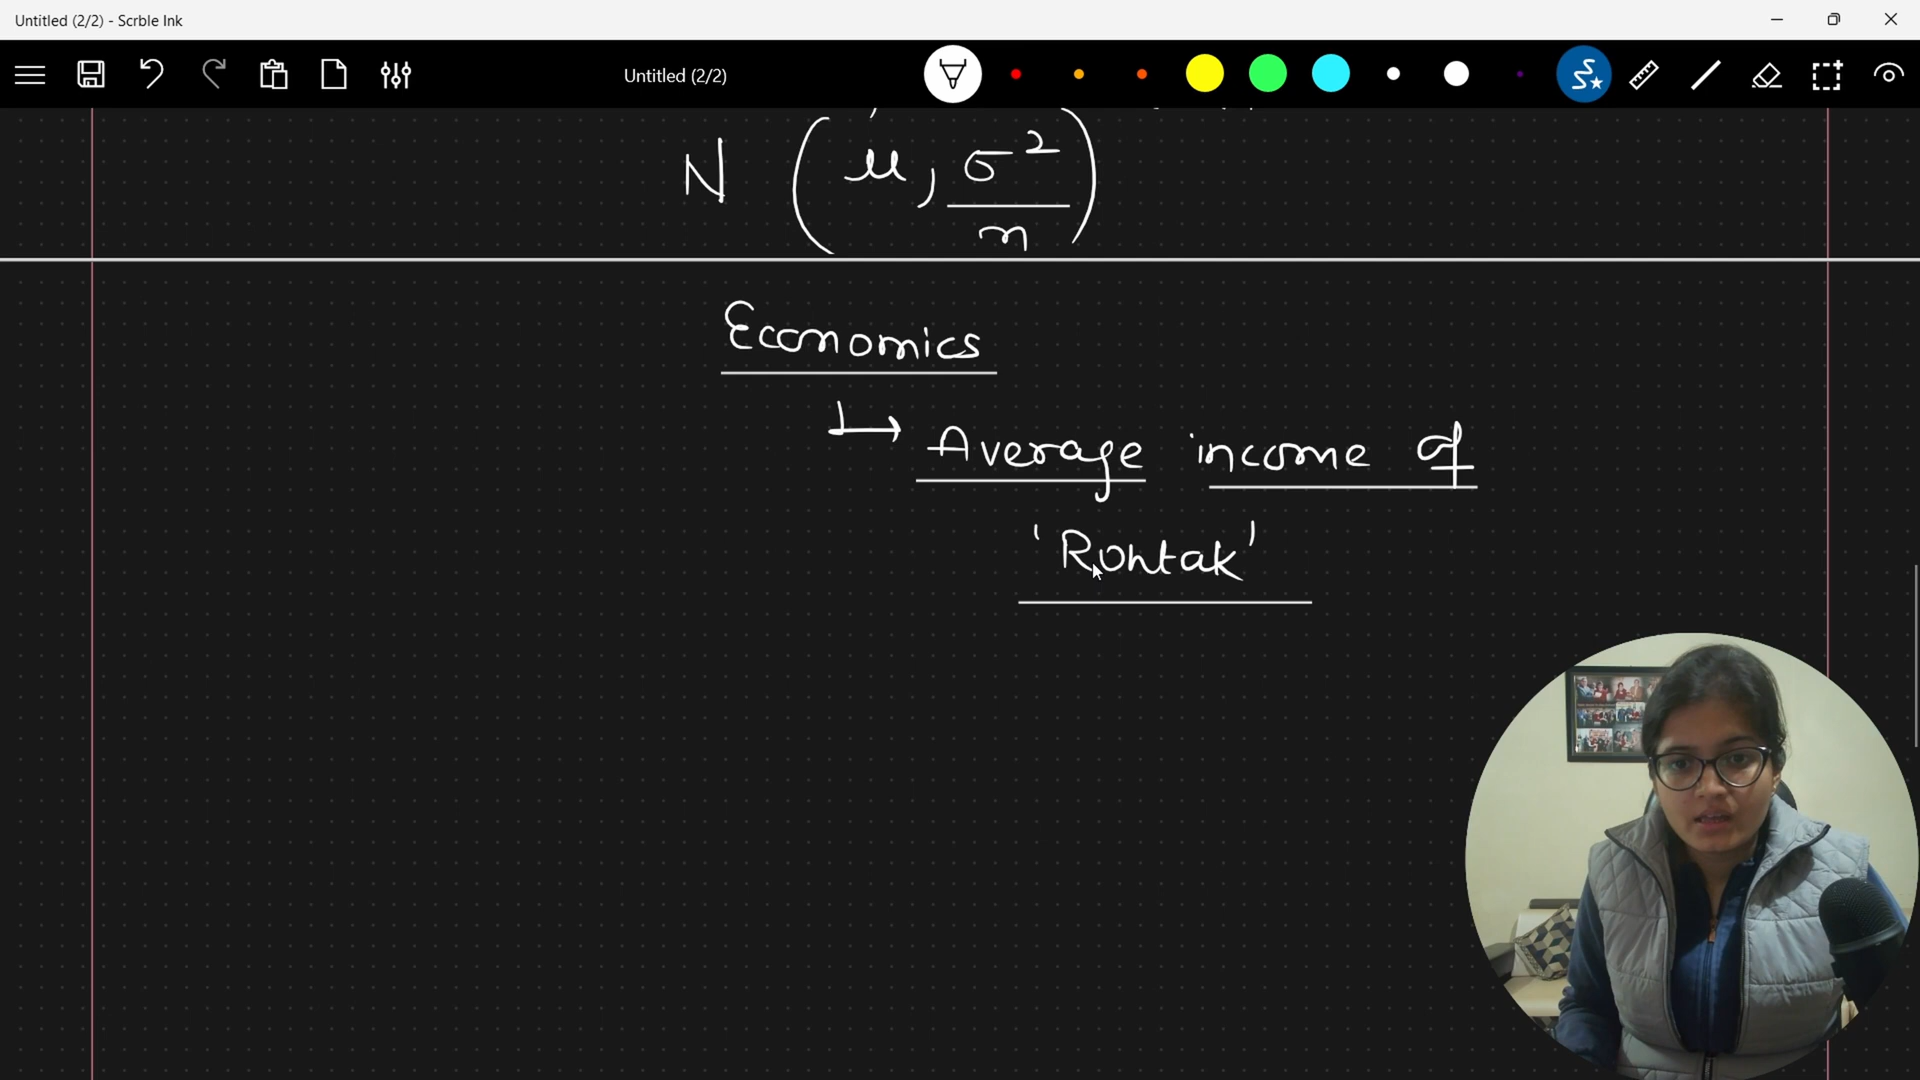 Untitled (2/2) - Scrble Ink
Untitled (2/2)
N ( μ, σ² / n )
Economics
↳ Average income of
'Rohtak'